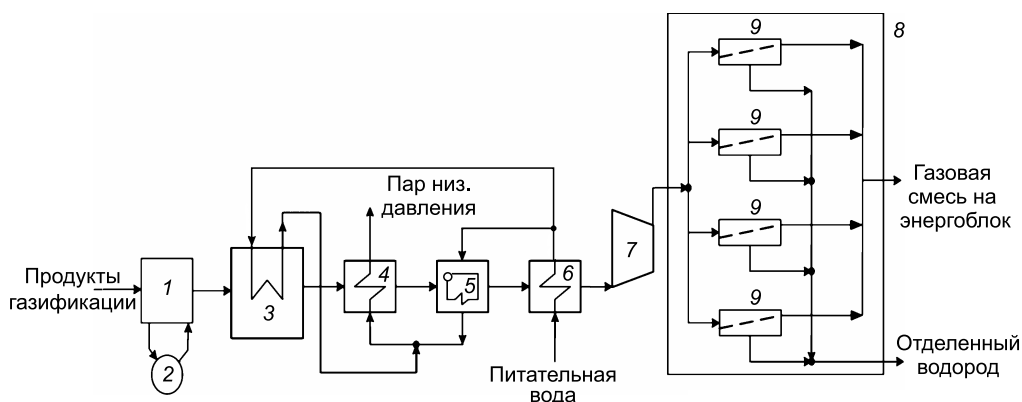 9
8
9
Пар низ.
давления
Газовая
смесь на
энергоблок
9
7
Продукты
газификации
1
4
5
6
3
9
2
Питательная
вода
Отделенный
водород